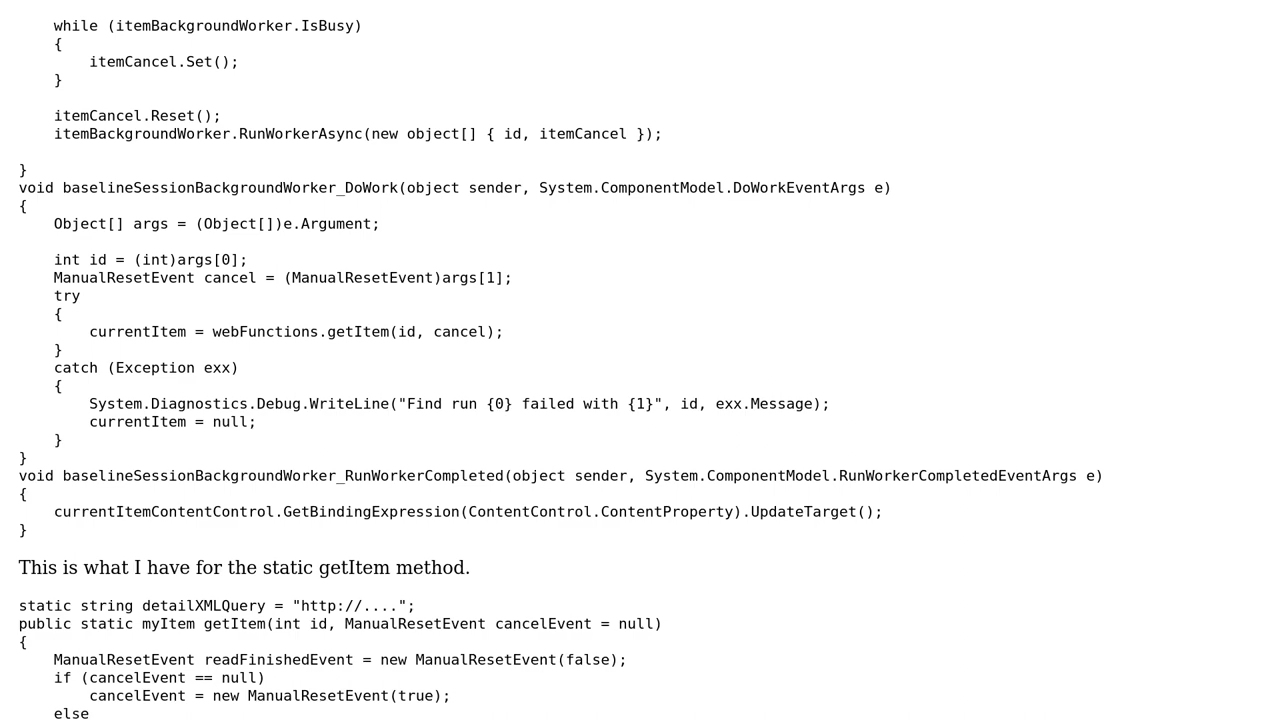 while (itemBackgroundWorker.IsBusy)
    {
        itemCancel.Set();
    }

    itemCancel.Reset();
    itemBackgroundWorker.RunWorkerAsync(new object[] { id, itemCancel });

}
void baselineSessionBackgroundWorker_DoWork(object sender, System.ComponentModel.DoWorkEventArgs e)
{
    Object[] args = (Object[])e.Argument;

    int id = (int)args[0];
    ManualResetEvent cancel = (ManualResetEvent)args[1];
    try
    {
        currentItem = webFunctions.getItem(id, cancel);
    }
    catch (Exception exx)
    {
        System.Diagnostics.Debug.WriteLine("Find run {0} failed with {1}", id, exx.Message);
        currentItem = null;
    }
}
void baselineSessionBackgroundWorker_RunWorkerCompleted(object sender, System.ComponentModel.RunWorkerCompletedEventArgs e)
{
    currentItemContentControl.GetBindingExpression(ContentControl.ContentProperty).UpdateTarget();
}

This is what I have for the static getItem method.

static string detailXMLQuery = "http://....";
public static myItem getItem(int id, ManualResetEvent cancelEvent = null)
{
    ManualResetEvent readFinishedEvent = new ManualResetEvent(false);
    if (cancelEvent == null)
        cancelEvent = new ManualResetEvent(true);
    else